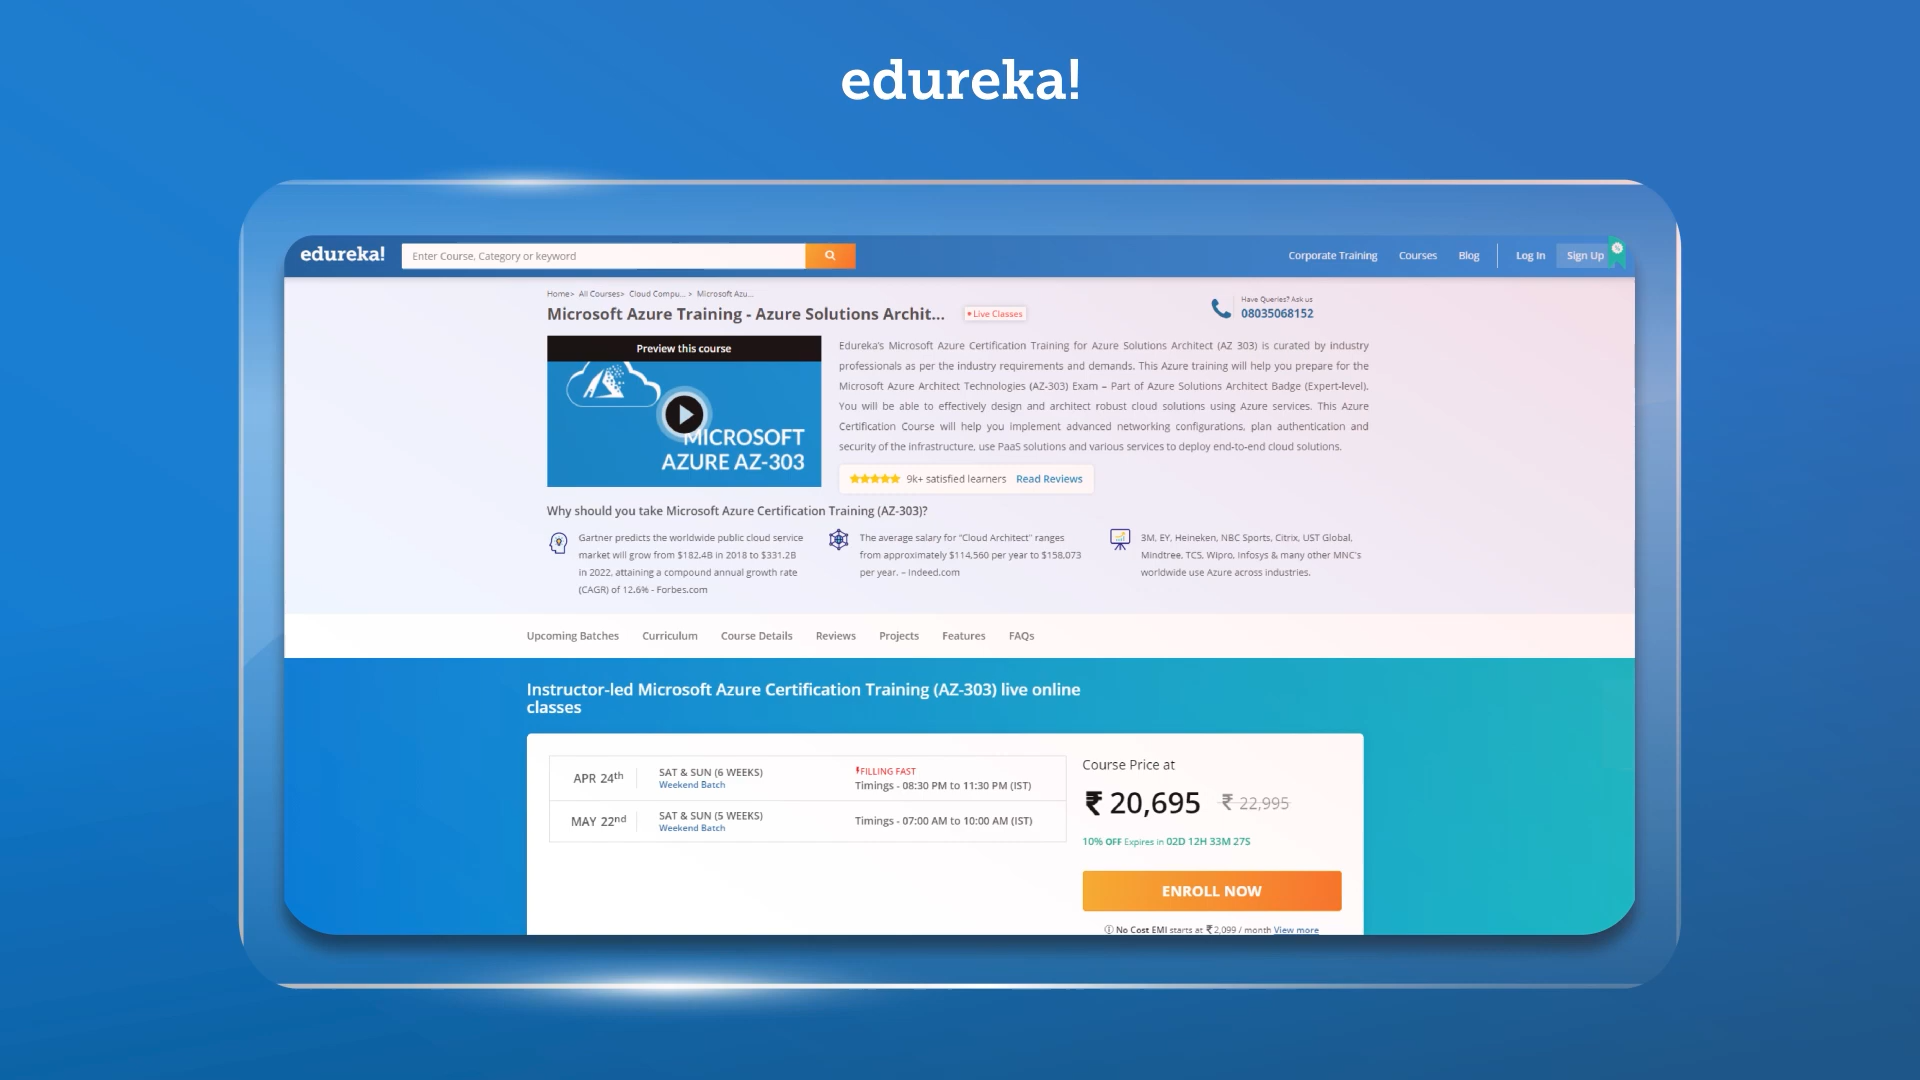 edureka!
edureka!
Enter Course, Category or keyword
Corporate Training
Courses
Blog
Log In
Sign Up
Home> All Courses> Cloud Compu... > Microsoft Azu...
Microsoft Azure Training - Azure Solutions Archit...
Live Classes
Have Queries? Ask us
08035068152
Preview this course
MICROSOFT
AZURE AZ-303
Edureka's Microsoft Azure Certification Training for Azure Solutions Architect (AZ 303) is curated by industry
professionals as per the industry requirements and demands. This Azure training will help you prepare for the
Microsoft Azure Architect Technologies (AZ-303) Exam – Part of Azure Solutions Architect Badge (Expert-level).
You will be able to effectively design and architect robust cloud solutions using Azure services. This Azure
Certification Course will help you implement advanced networking configurations, plan authentication and
security of the infrastructure, use PaaS solutions and various services to deploy end-to-end cloud solutions.
9k+ satisfied learners Read Reviews
Why should you take Microsoft Azure Certification Training (AZ-303)?
Gartner predicts the worldwide public cloud service
market will grow from $182.4B in 2018 to $331.2B
in 2022, attaining a compound annual growth rate
(CAGR) of 12.6% - Forbes.com
The average salary for "Cloud Architect" ranges
from approximately $114,560 per year to $158,073
per year. – Indeed.com
3M, EY, Heineken, NBC Sports, Citrix, UST Global,
Mindtree, TCS, Wipro, Infosys & many other MNC's
worldwide use Azure across industries.
Upcoming Batches
Curriculum
Course Details
Reviews
Projects
Features
FAQs
Instructor-led Microsoft Azure Certification Training (AZ-303) live online
classes
APR 24th
SAT & SUN (6 WEEKS)
Weekend Batch
FILLING FAST
Timings - 08:30 PM to 11:30 PM (IST)
MAY 22nd
SAT & SUN (5 WEEKS)
Weekend Batch
Timings - 07:00 AM to 10:00 AM (IST)
Course Price at
₹ 20,695 ₹ 22,995
10% OFF Expires in 02D 12H 33M 27S
ENROLL NOW
No Cost EMI starts at ₹ 2,099 / month View more